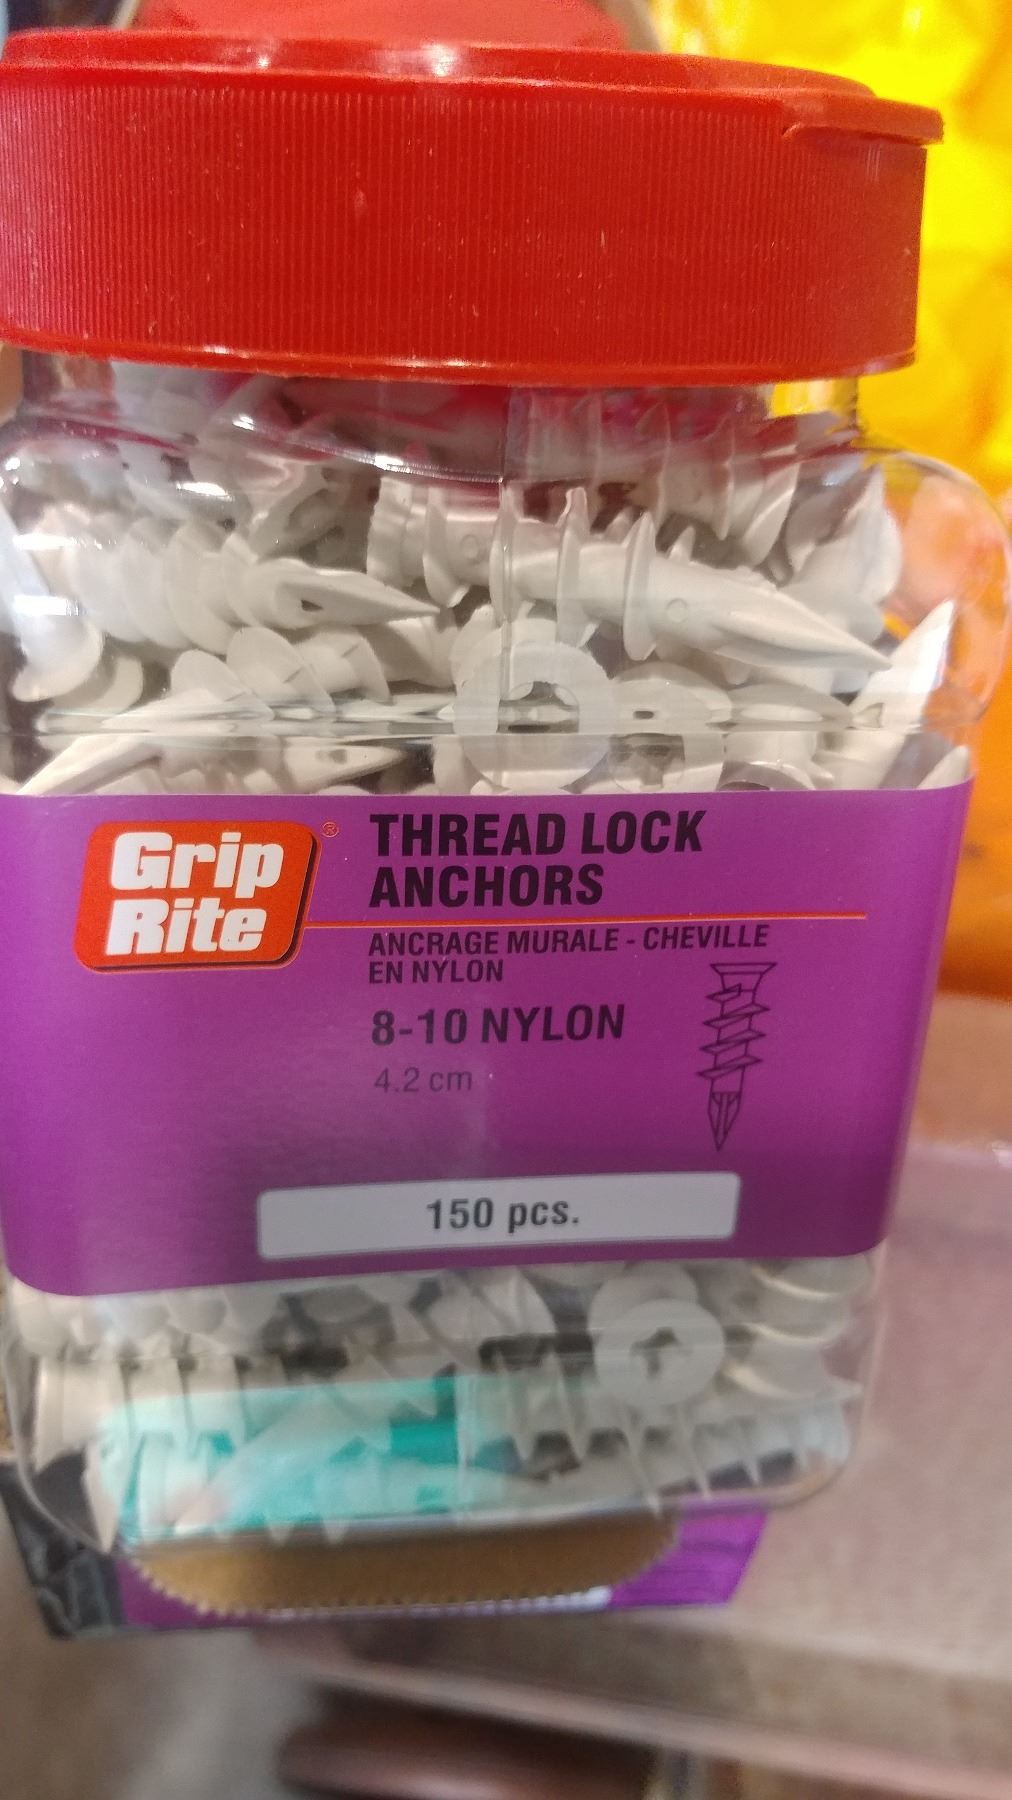 Grip
Rite®
THREAD LOCK
ANCHORS
ANCRAGE MURALE - CHEVILLE
EN NYLON
8-10 NYLON
4.2 cm
150 pcs.